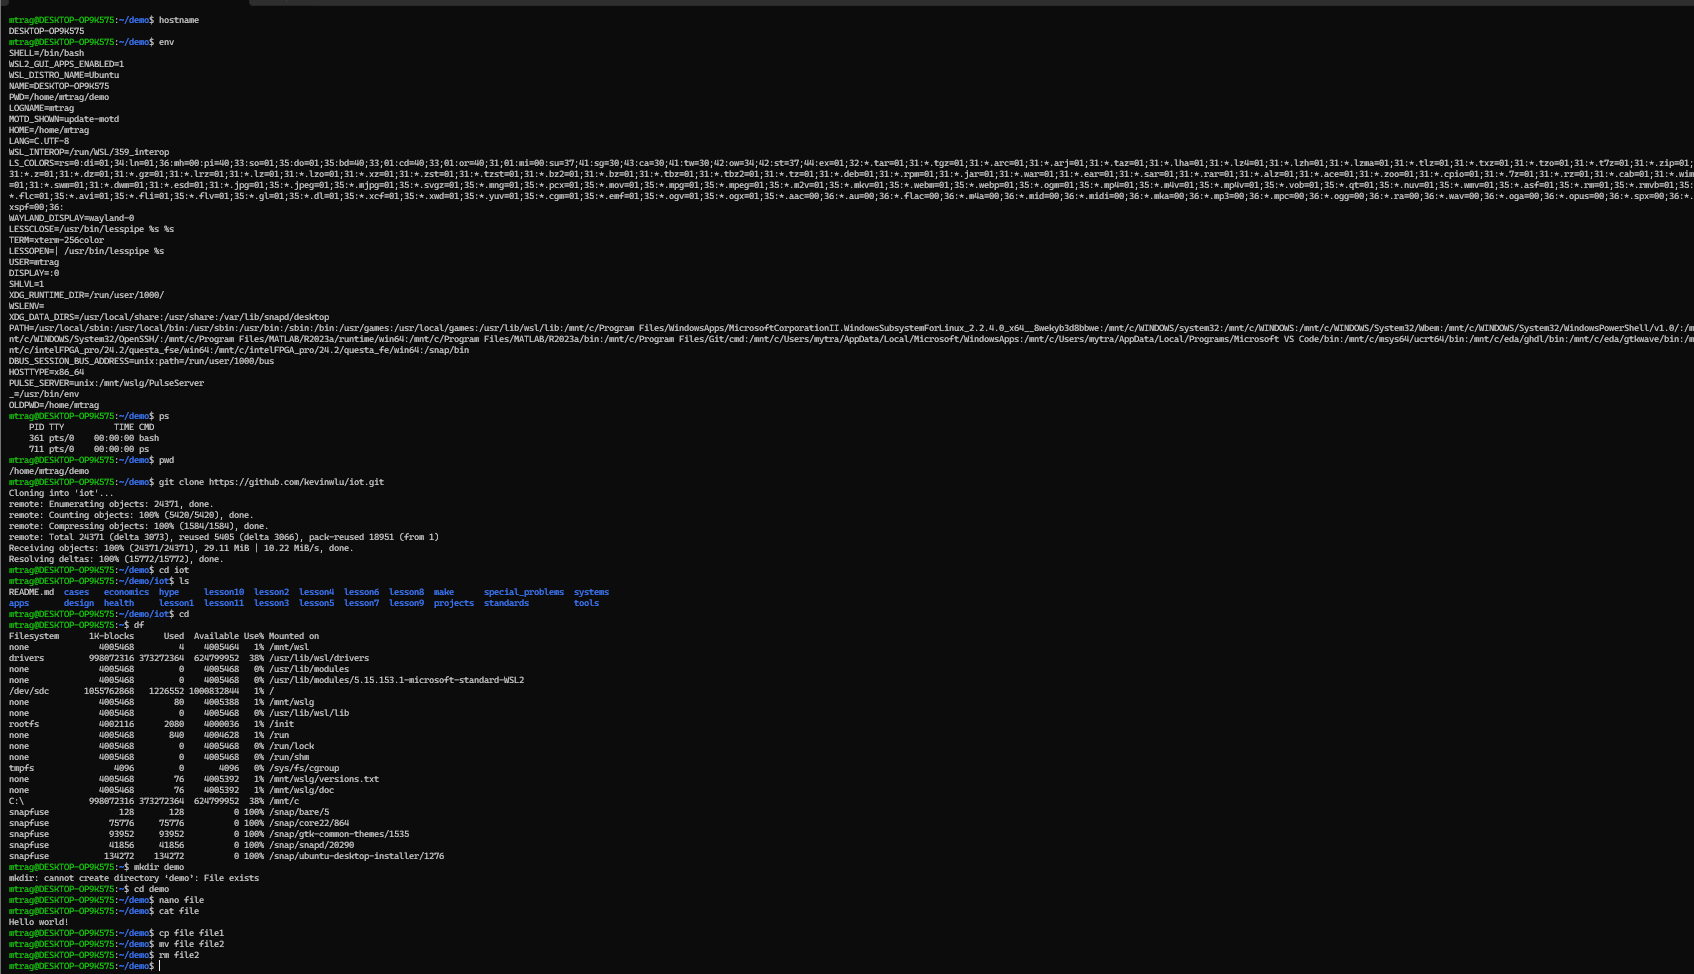 mtrag@DESKTOP-OP9K575:~/demo$ hostname
DESKTOP-OP9K575
mtrag@DESKTOP-OP9K575:~/demo$ env
SHELL=/bin/bash
WSL2_GUI_APPS_ENABLED=1
WSL_DISTRO_NAME=Ubuntu
NAME=DESKTOP-OP9K575
PWD=/home/mtrag/demo
LOGNAME=mtrag
MOTD_SHOWN=update-motd
HOME=/home/mtrag
LANG=C.UTF-8
WSL_INTEROP=/run/WSL/359_interop
LS_COLORS=rs=0:di=01;34:ln=01;36:mh=00:pi=40;33:so=01;35:do=01;35:bd=40;33;01:cd=40;33;01:or=40;31;01:mi=00:su=37;41:sg=30;43:ca=30;41:tw=30;42:ow=34;42:st=37;44:ex=01;32:*.tar=01;31:*.tgz=01;31:*.arc=01;31:*.arj=01;31:*.taz=01;31:*.lha=01;31:*.lz4=01;31:*.lzh=01;31:*.lzma=01;31:*.tlz=01;31:*.txz=01;31:*.tzo=01;31:*.t7z=01;31:*.zip=01;
31:*.z=01;31:*.dz=01;31:*.gz=01;31:*.lrz=01;31:*.lz=01;31:*.lzo=01;31:*.xz=01;31:*.zst=01;31:*.tzst=01;31:*.bz2=01;31:*.bz=01;31:*.tbz=01;31:*.tbz2=01;31:*.tz=01;31:*.deb=01;31:*.rpm=01;31:*.jar=01;31:*.war=01;31:*.ear=01;31:*.sar=01;31:*.rar=01;31:*.alz=01;31:*.ace=01;31:*.zoo=01;31:*.cpio=01;31:*.7z=01;31:*.rz=01;31:*.cab=01;31:*.wim
=01;31:*.swm=01;31:*.dwm=01;31:*.esd=01;31:*.jpg=01;35:*.jpeg=01;35:*.mjpg=01;35:*.svgz=01;35:*.mng=01;35:*.pcx=01;35:*.mov=01;35:*.mpg=01;35:*.mpeg=01;35:*.m2v=01;35:*.mkv=01;35:*.webm=01;35:*.webp=01;35:*.ogm=01;35:*.mp4=01;35:*.m4v=01;35:*.mp4v=01;35:*.vob=01;35:*.qt=01;35:*.nuv=01;35:*.wmv=01;35:*.asf=01;35:*.rm=01;35:*.rmvb=01;35:
*.flc=01;35:*.avi=01;35:*.fli=01;35:*.flv=01;35:*.gl=01;35:*.dl=01;35:*.xcf=01;35:*.xwd=01;35:*.yuv=01;35:*.cgm=01;35:*.emf=01;35:*.ogv=01;35:*.ogx=01;35:*.aac=00;36:*.au=00;36:*.flac=00;36:*.m4a=00;36:*.mid=00;36:*.midi=00;36:*.mka=00;36:*.mp3=00;36:*.mpc=00;36:*.ogg=00;36:*.ra=00;36:*.wav=00;36:*.oga=00;36:*.opus=00;36:*.spx=00;36:*.
xspf=00;36:
WAYLAND_DISPLAY=wayland-0
LESSCLOSE=/usr/bin/lesspipe %s %s
TERM=xterm-256color
LESSOPEN=| /usr/bin/lesspipe %s
USER=mtrag
DISPLAY=:0
SHLVL=1
XDG_RUNTIME_DIR=/run/user/1000/
WSLENV=
XDG_DATA_DIRS=/usr/local/share:/usr/share:/var/lib/snapd/desktop
PATH=/usr/local/sbin:/usr/local/bin:/usr/sbin:/usr/bin:/sbin:/bin:/usr/games:/usr/local/games:/usr/lib/wsl/lib:/mnt/c/Program Files/WindowsApps/MicrosoftCorporationII.WindowsSubsystemForLinux_2.2.4.0_x64__8wekyb3d8bbwe:/mnt/c/WINDOWS/system32:/mnt/c/WINDOWS:/mnt/c/WINDOWS/System32/Wbem:/mnt/c/WINDOWS/System32/WindowsPowerShell/v1.0/:/m
nt/c/WINDOWS/System32/OpenSSH/:/mnt/c/Program Files/MATLAB/R2023a/runtime/win64:/mnt/c/Program Files/MATLAB/R2023a/bin:/mnt/c/Program Files/Git/cmd:/mnt/c/Users/mytra/AppData/Local/Microsoft/WindowsApps:/mnt/c/Users/mytra/AppData/Local/Programs/Microsoft VS Code/bin:/mnt/c/msys64/ucrt64/bin:/mnt/c/eda/ghdl/bin:/mnt/c/eda/gtkwave/bin:/m
nt/c/intelFPGA_pro/24.2/questa_fse/win64:/mnt/c/intelFPGA_pro/24.2/questa_fe/win64:/snap/bin
DBUS_SESSION_BUS_ADDRESS=unix:path=/run/user/1000/bus
HOSTTYPE=x86_64
PULSE_SERVER=unix:/mnt/wslg/PulseServer
_=/usr/bin/env
OLDPWD=/home/mtrag
mtrag@DESKTOP-OP9K575:~/demo$ ps
PID TTY TIME CMD
361 pts/0 00:00:00 bash
711 pts/0 00:00:00 ps
mtrag@DESKTOP-OP9K575:~/demo$ pwd
/home/mtrag/demo
mtrag@DESKTOP-OP9K575:~/demo$ git clone https://github.com/kevinwlu/iot.git
Cloning into 'iot'...
remote: Enumerating objects: 24371, done.
remote: Counting objects: 100% (5420/5420), done.
remote: Compressing objects: 100% (1584/1584), done.
remote: Total 24371 (delta 3073), reused 5405 (delta 3066), pack-reused 18951 (from 1)
Receiving objects: 100% (24371/24371), 29.11 MiB | 10.22 MiB/s, done.
Resolving deltas: 100% (15772/15772), done.
mtrag@DESKTOP-OP9K575:~/demo$ cd iot
mtrag@DESKTOP-OP9K575:~/demo/iot$ ls
README.md cases economics hype lesson10 lesson2 lesson4 lesson6 lesson8 make special_problems systems
apps design health lesson1 lesson11 lesson3 lesson5 lesson7 lesson9 projects standards tools
mtrag@DESKTOP-OP9K575:~/demo/iot$ cd
mtrag@DESKTOP-OP9K575:~$ df
Filesystem 1K-blocks Used Available Use% Mounted on
none 4005468 4 4005464 1% /mnt/wsl
drivers 998072316 373272364 624799952 38% /usr/lib/wsl/drivers
none 4005468 0 4005468 0% /usr/lib/modules
none 4005468 0 4005468 0% /usr/lib/modules/5.15.153.1-microsoft-standard-WSL2
/dev/sdc 1055762868 1226552 1000832844 1% /
none 4005468 80 4005388 1% /mnt/wslg
none 4005468 0 4005468 0% /usr/lib/wsl/lib
rootfs 4002116 2080 4000036 1% /init
none 4005468 840 4004628 1% /run
none 4005468 0 4005468 0% /run/lock
none 4005468 0 4005468 0% /run/shm
tmpfs 4096 0 4096 0% /sys/fs/cgroup
none 4005468 76 4005392 1% /mnt/wslg/versions.txt
none 4005468 76 4005392 1% /mnt/wslg/doc
C:\ 998072316 373272364 624799952 38% /mnt/c
snapfuse 128 128 0 100% /snap/bare/5
snapfuse 75776 75776 0 100% /snap/core22/864
snapfuse 93952 93952 0 100% /snap/gtk-common-themes/1535
snapfuse 41856 41856 0 100% /snap/snapd/20290
snapfuse 134272 134272 0 100% /snap/ubuntu-desktop-installer/1276
mtrag@DESKTOP-OP9K575:~$ mkdir demo
mkdir: cannot create directory ‘demo’: File exists
mtrag@DESKTOP-OP9K575:~$ cd demo
mtrag@DESKTOP-OP9K575:~/demo$ nano file
mtrag@DESKTOP-OP9K575:~/demo$ cat file
Hello world!
mtrag@DESKTOP-OP9K575:~/demo$ cp file file1
mtrag@DESKTOP-OP9K575:~/demo$ mv file file2
mtrag@DESKTOP-OP9K575:~/demo$ rm file2
mtrag@DESKTOP-OP9K575:~/demo$